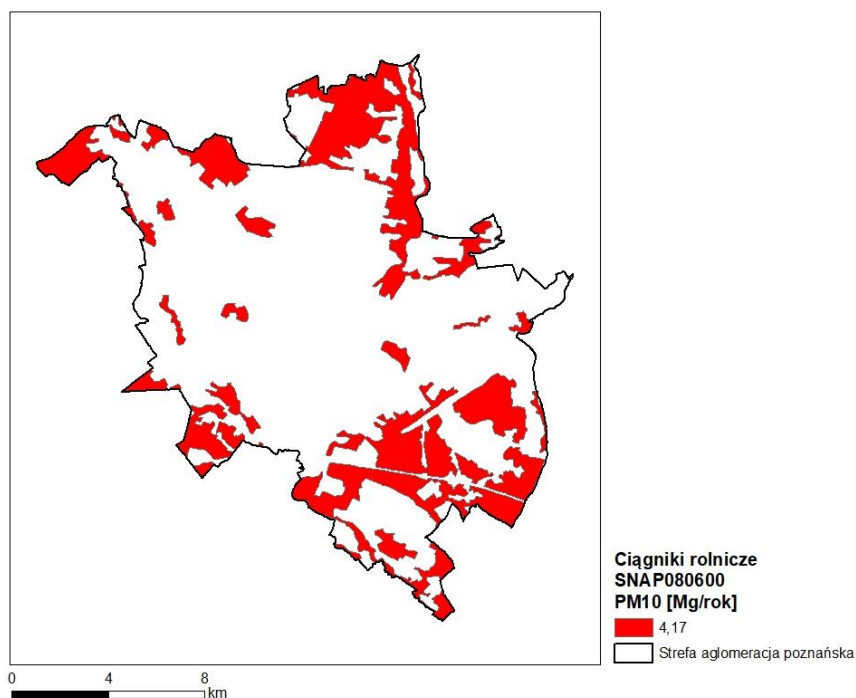 Ciągniki rolnicze
SNAP080600
PM10 [Mg/rok]
4,17
Strefa aglomeracja poznańska
0 4 8
km